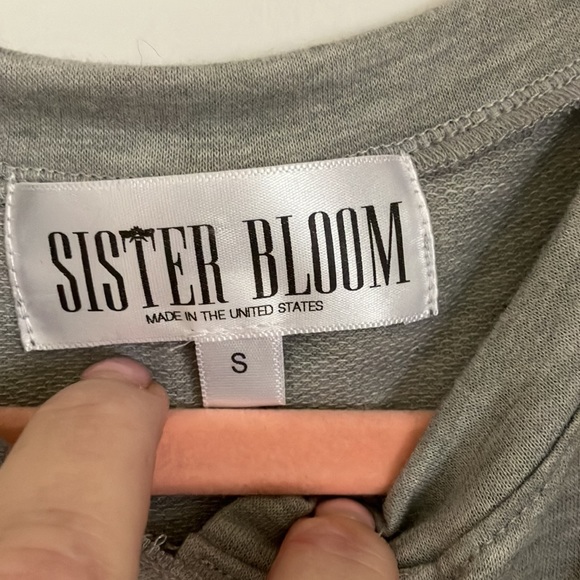 SISTER BLOOM
MADE IN THE UNITED STATES
S